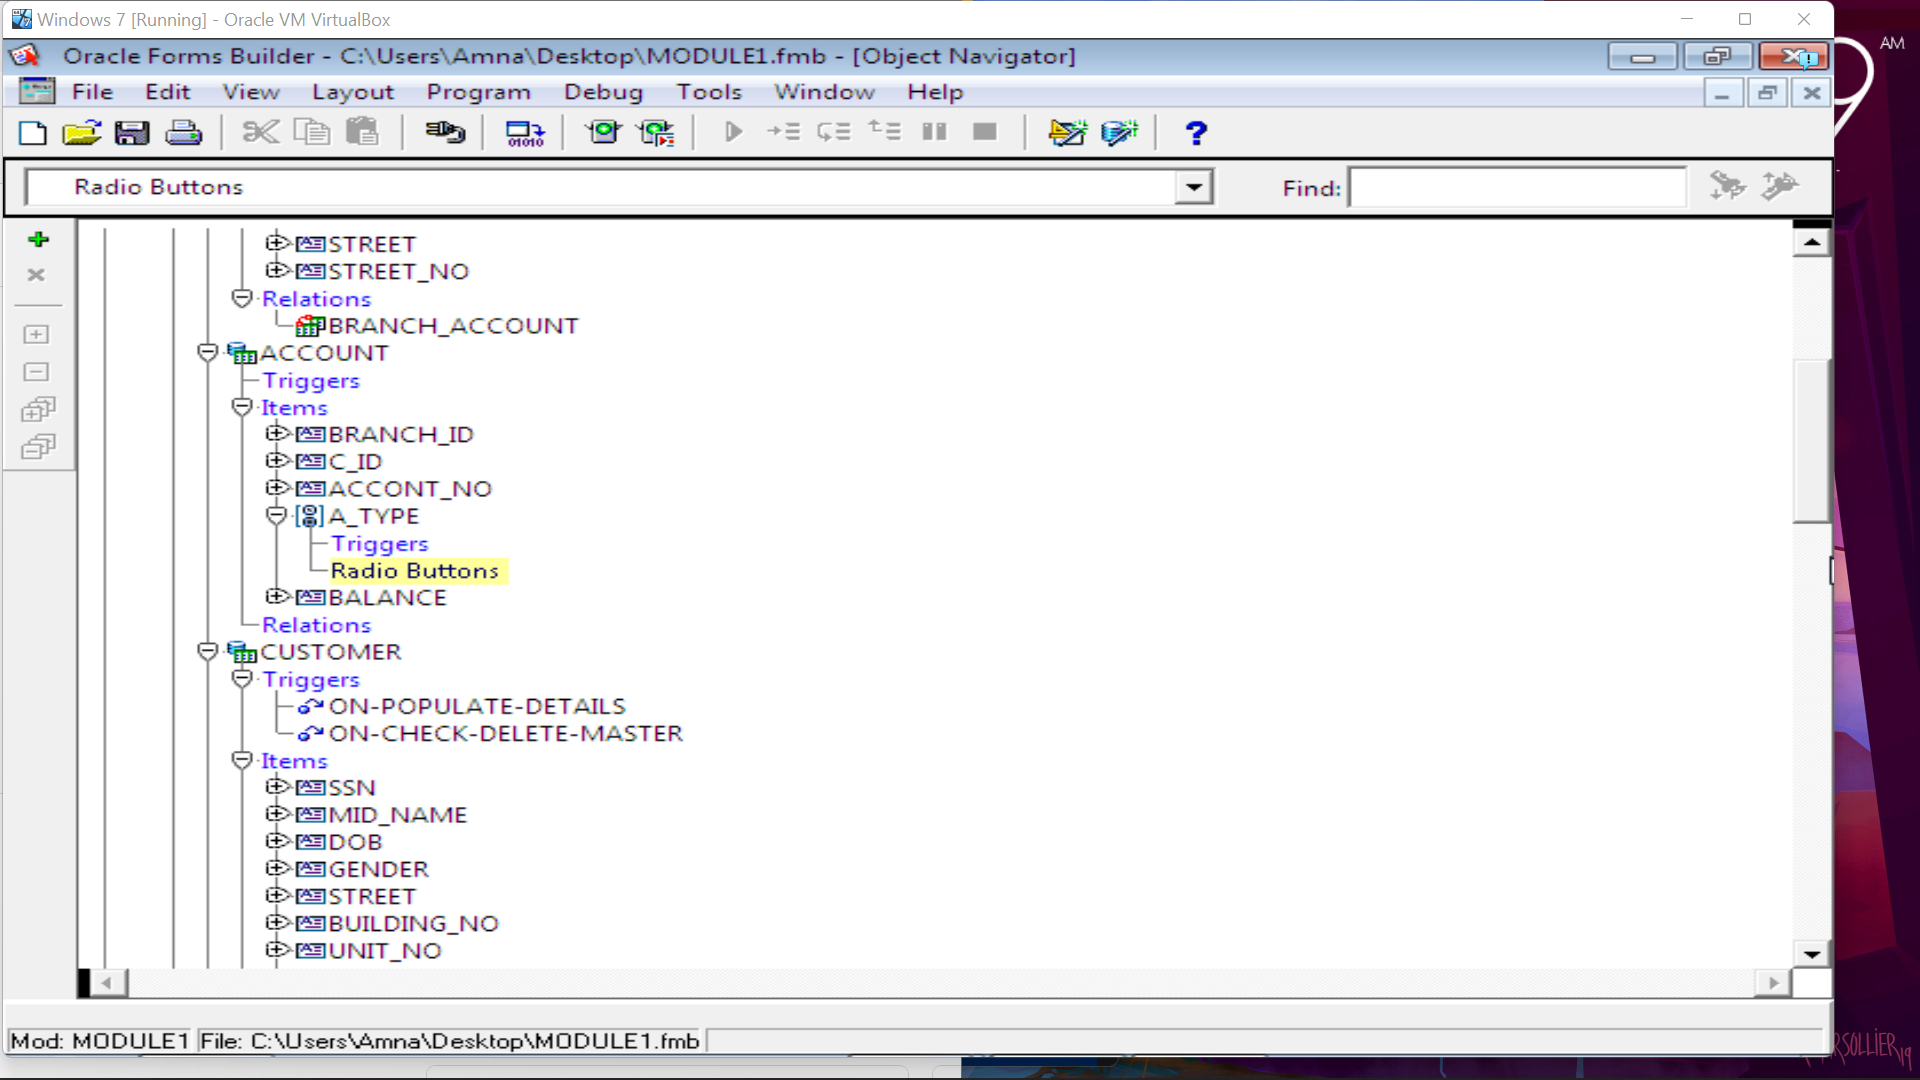 Windows 7 [Running] - Oracle VM VirtualBox
AM
Oracle Forms Builder - C:\Users\Amna\Desktop\MODULE1.fmb - [Object Navigator]
File Edit View Layout Program Debug Tools Window Help
01010
Radio Buttons
Find:
STREET
STREET_NO
Relations
BRANCH_ACCOUNT
ACCOUNT
Triggers
Items
BRANCH_ID
C_ID
ACCONT_NO
A_TYPE
Triggers
Radio Buttons
BALANCE
Relations
CUSTOMER
Triggers
ON-POPULATE-DETAILS
ON-CHECK-DELETE-MASTER
Items
SSN
MID_NAME
DOB
GENDER
STREET
BUILDING_NO
UNIT_NO
Mod: MODULE1 File: C:\Users\Amna\Desktop\MODULE1.fmb